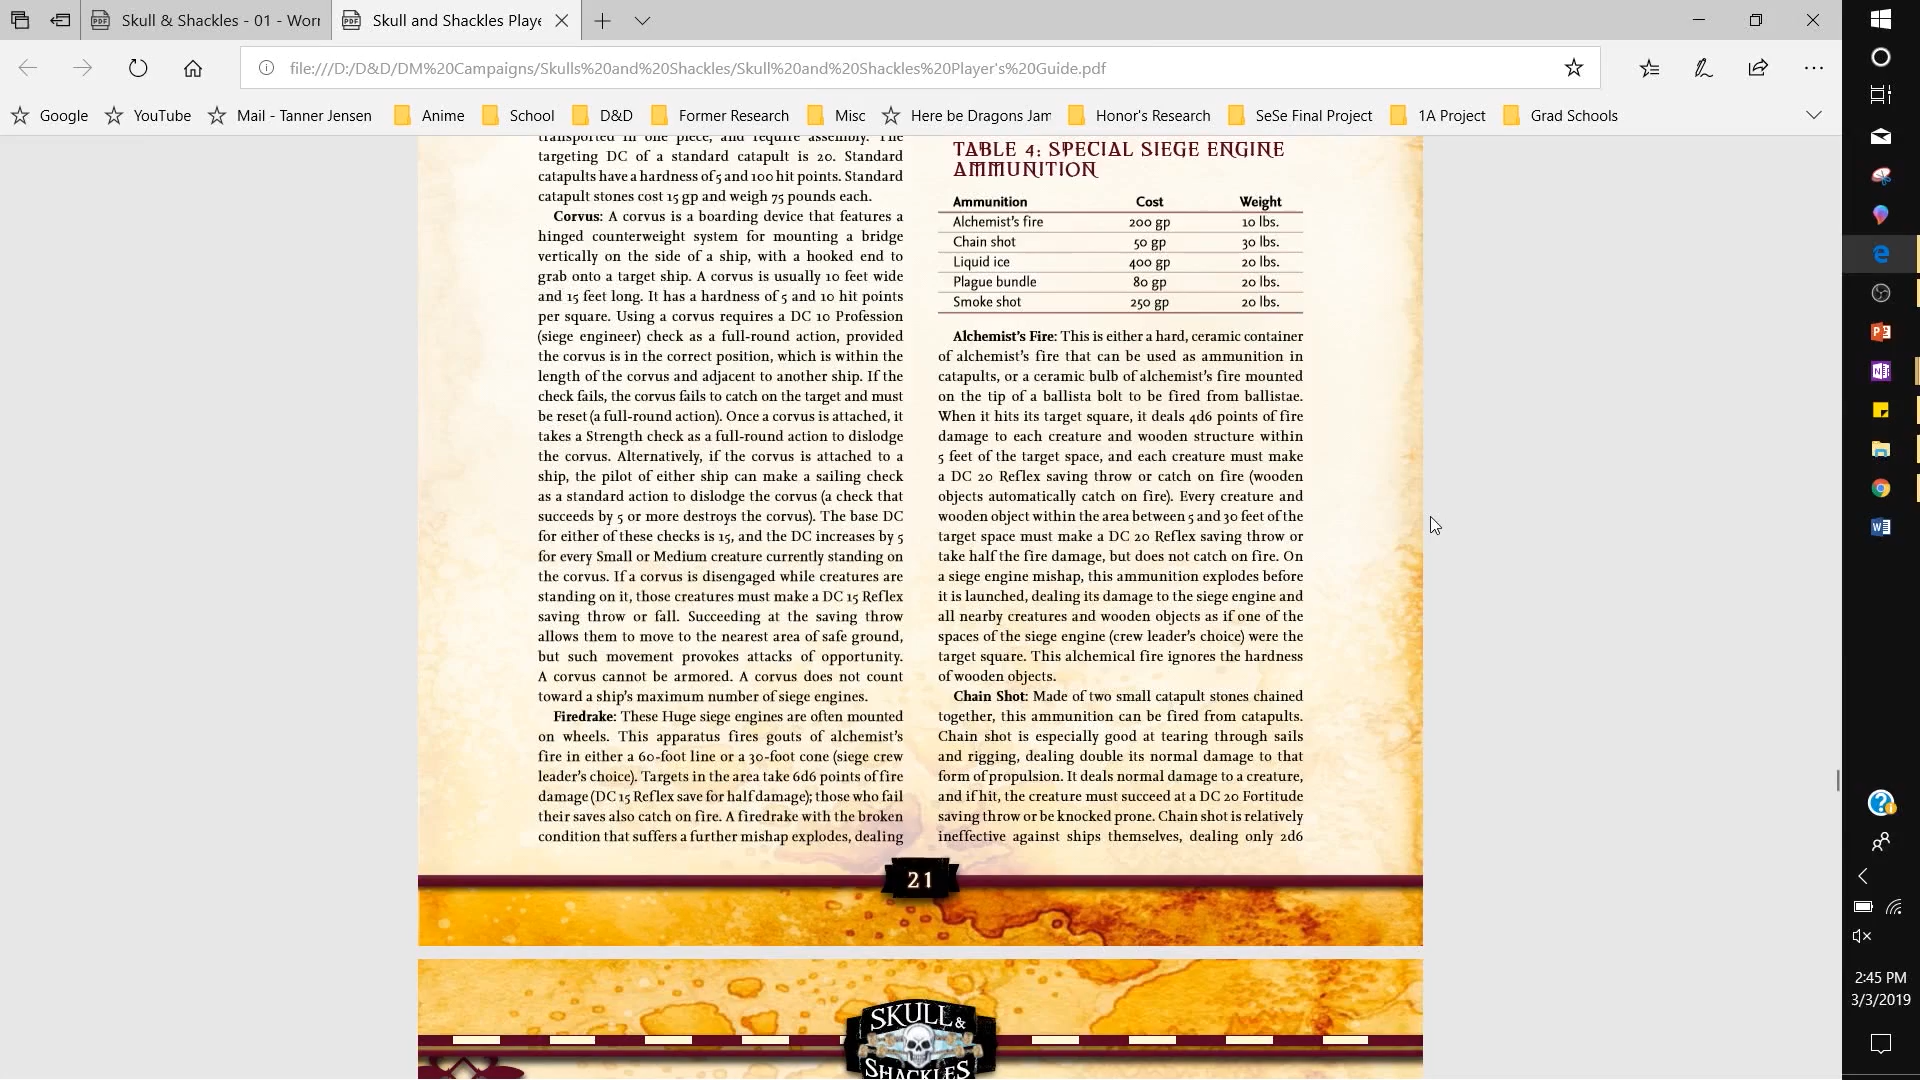 Skull & Shackles - 01 - Worr
Skull and Shackles Playe
file:///D:/D&D/DM%20Campaigns/Skulls%20and%20Shackles/Skull%20and%20Shackles%20Player's%20Guide.pdf
Google
YouTube
Mail - Tanner Jensen
Anime
School
D&D
Former Research
Misc
Here be Dragons Jam
Honor's Research
SeSe Final Project
1A Project
Grad Schools
transported in one piece, and require assembly. The
targeting DC of a standard catapult is 20. Standard
catapults have a hardness of 5 and 100 hit points. Standard
catapult stones cost 15 gp and weigh 75 pounds each.
Corvus: A corvus is a boarding device that features a
hinged counterweight system for mounting a bridge
vertically on the side of a ship, with a hooked end to
grab onto a target ship. A corvus is usually 10 feet wide
and 15 feet long. It has a hardness of 5 and 10 hit points
per square. Using a corvus requires a DC 10 Profession
(siege engineer) check as a full-round action, provided
the corvus is in the correct position, which is within the
length of the corvus and adjacent to another ship. If the
check fails, the corvus fails to catch on the target and must
be reset (a full-round action). Once a corvus is attached, it
takes a Strength check as a full-round action to dislodge
the corvus. Alternatively, if the corvus is attached to a
ship, the pilot of either ship can make a sailing check
as a standard action to dislodge the corvus (a check that
succeeds by 5 or more destroys the corvus). The base DC
for either of these checks is 15, and the DC increases by 5
for every Small or Medium creature currently standing on
the corvus. If a corvus is disengaged while creatures are
standing on it, those creatures must make a DC 15 Reflex
saving throw or fall. Succeeding at the saving throw
allows them to move to the nearest area of safe ground,
but such movement provokes attacks of opportunity.
A corvus cannot be armored. A corvus does not count
toward a ship's maximum number of siege engines.
Firedrake: These Huge siege engines are often mounted
on wheels. This apparatus fires gouts of alchemist's
fire in either a 60-foot line or a 30-foot cone (siege crew
leader's choice). Targets in the area take 6d6 points of fire
damage (DC 15 Reflex save for half damage); those who fail
their saves also catch on fire. A firedrake with the broken
condition that suffers a further mishap explodes, dealing
TABLE 4: SPECIAL SIEGE ENGINE
AMMUNITION
Ammunition Cost Weight
Alchemist's fire 200 gp 10 lbs.
Chain shot 50 gp 30 lbs.
Liquid ice 400 gp 20 lbs.
Plague bundle 80 gp 20 lbs.
Smoke shot 250 gp 20 lbs.
Alchemist's Fire: This is either a hard, ceramic container
of alchemist's fire that can be used as ammunition in
catapults, or a ceramic bulb of alchemist's fire mounted
on the tip of a ballista bolt to be fired from ballistae.
When it hits its target square, it deals 4d6 points of fire
damage to each creature and wooden structure within
5 feet of the target space, and each creature must make
a DC 20 Reflex saving throw or catch on fire (wooden
objects automatically catch on fire). Every creature and
wooden object within the area between 5 and 30 feet of the
target space must make a DC 20 Reflex saving throw or
take half the fire damage, but does not catch on fire. On
a siege engine mishap, this ammunition explodes before
it is launched, dealing its damage to the siege engine and
all nearby creatures and wooden objects as if one of the
spaces of the siege engine (crew leader's choice) were the
target square. This alchemical fire ignores the hardness
of wooden objects.
Chain Shot: Made of two small catapult stones chained
together, this ammunition can be fired from catapults.
Chain shot is especially good at tearing through sails
and rigging, dealing double its normal damage to that
form of propulsion. It deals normal damage to a creature,
and if hit, the creature must succeed at a DC 20 Fortitude
saving throw or be knocked prone. Chain shot is relatively
ineffective against ships themselves, dealing only 2d6
21
SKULL &
SHACKLES
2:45 PM
3/3/2019